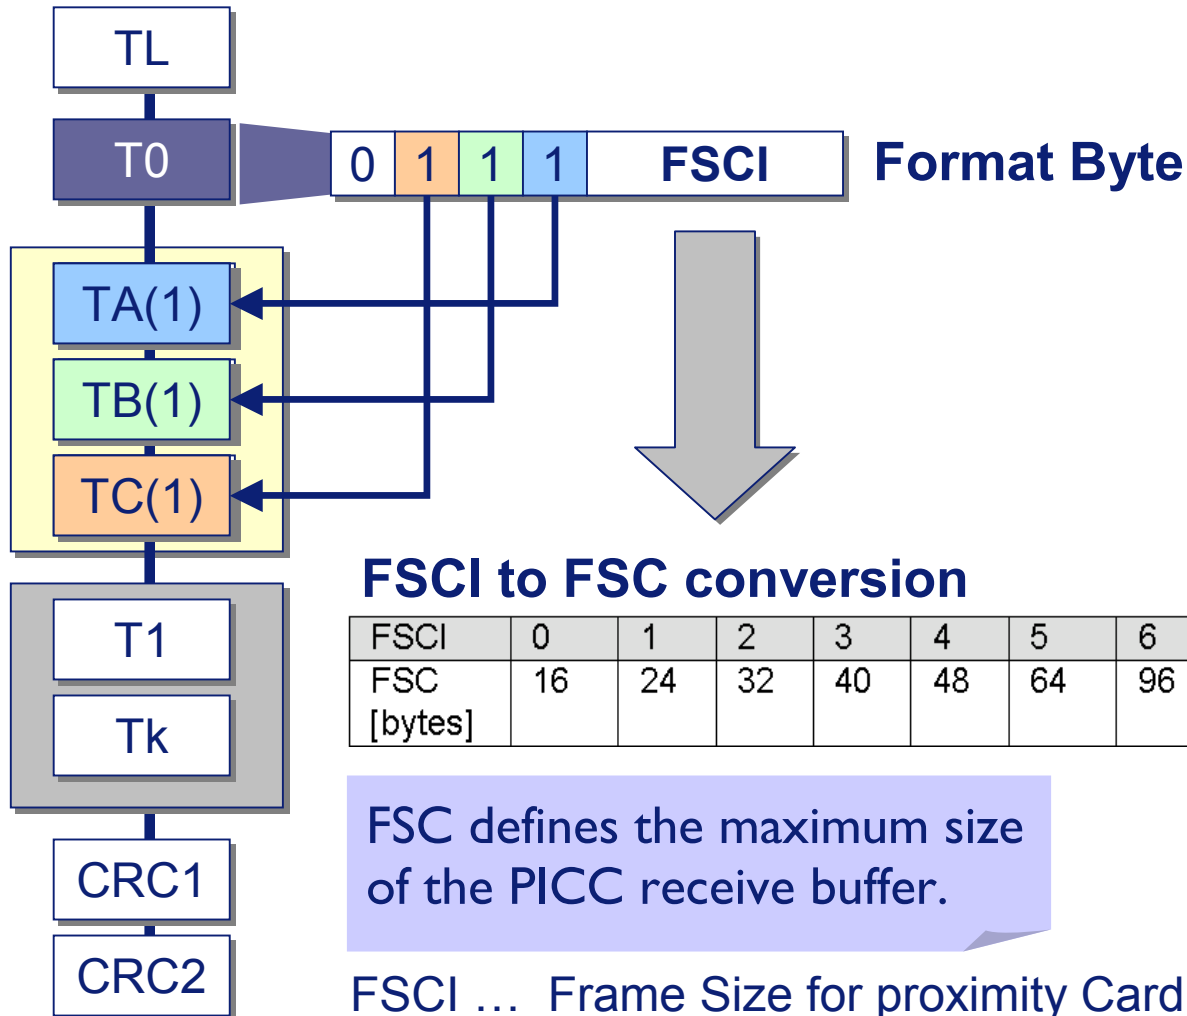 TL
T0
0 1 1 1 FSCI
Format Byte
TA(1)
TB(1)
TC(1)
T1
Tk
CRC1
CRC2
FSCI to FSC conversion
FSCI 0 1 2 3 4 5 6
FSC 16 24 32 40 48 64 96
[bytes]
FSC defines the maximum size
of the PICC receive buffer.
FSCI … Frame Size for proximity Card